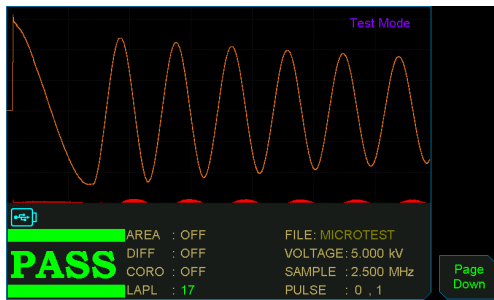 Test Mode
AREA : OFF
FILE: MICROTEST
DIFF : OFF
VOLTAGE: 5.000 kV
PASS
CORO : OFF
SAMPLE : 2.500 MHz
LAPL : 17
PULSE : 0 , 1
Page
Down